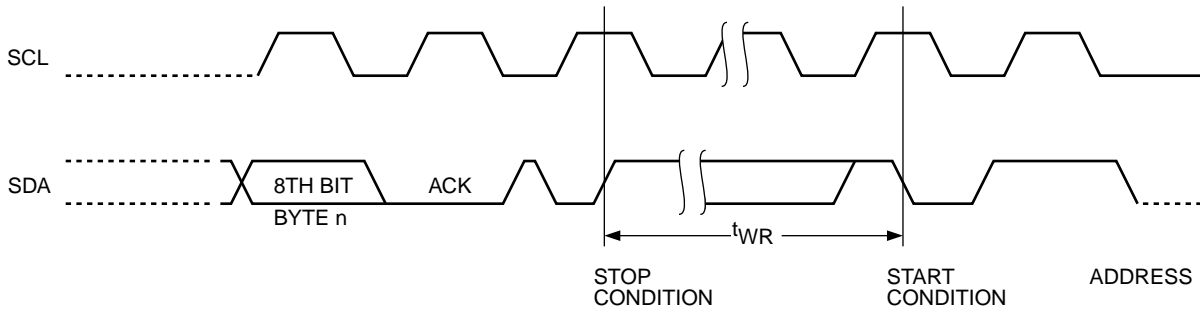 SCL
SDA
8TH BIT
ACK
BYTE n
tWR
STOP
CONDITION
START
CONDITION
ADDRESS